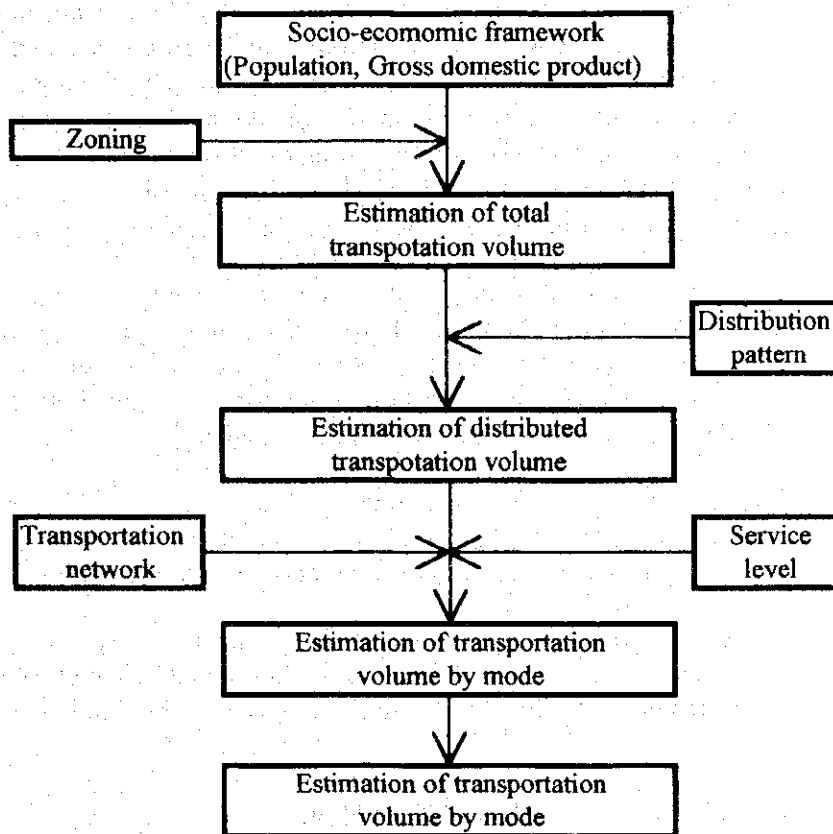 Socio-ecomomic framework
(Population, Gross domestic product)
Zoning
Estimation of total
transpotation volume
Distribution
pattern
Estimation of distributed
transpotation volume
Transportation
network
Service
level
Estimation of transportation
volume by mode
Estimation of transportation
volume by mode